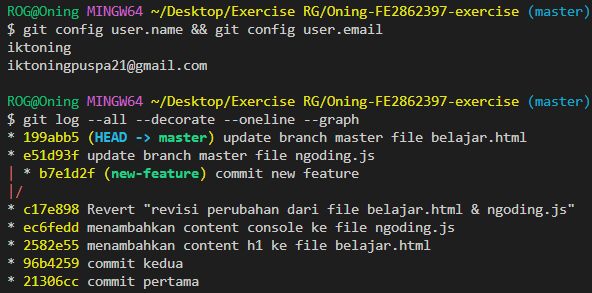 ROG@Oning MINGW64 ~/Desktop/Exercise RG/Oning-FE2862397-exercise (master)
$ git config user.name && git config user.email
iktoning
iktoningpuspa21@gmail.com

ROG@Oning MINGW64 ~/Desktop/Exercise RG/Oning-FE2862397-exercise (master)
$ git log --all --decorate --oneline --graph
* 199abb5 (HEAD -> master) update branch master file belajar.html
* e51d93f update branch master file ngoding.js
| * b7e1d2f (new-feature) commit new feature
|/
* c17e898 Revert "revisi perubahan dari file belajar.html & ngoding.js"
* ec6fedd menambahkan content console ke file ngoding.js
* 2582e55 menambahkan content h1 ke file belajar.html
* 96b4259 commit kedua
* 21306cc commit pertama